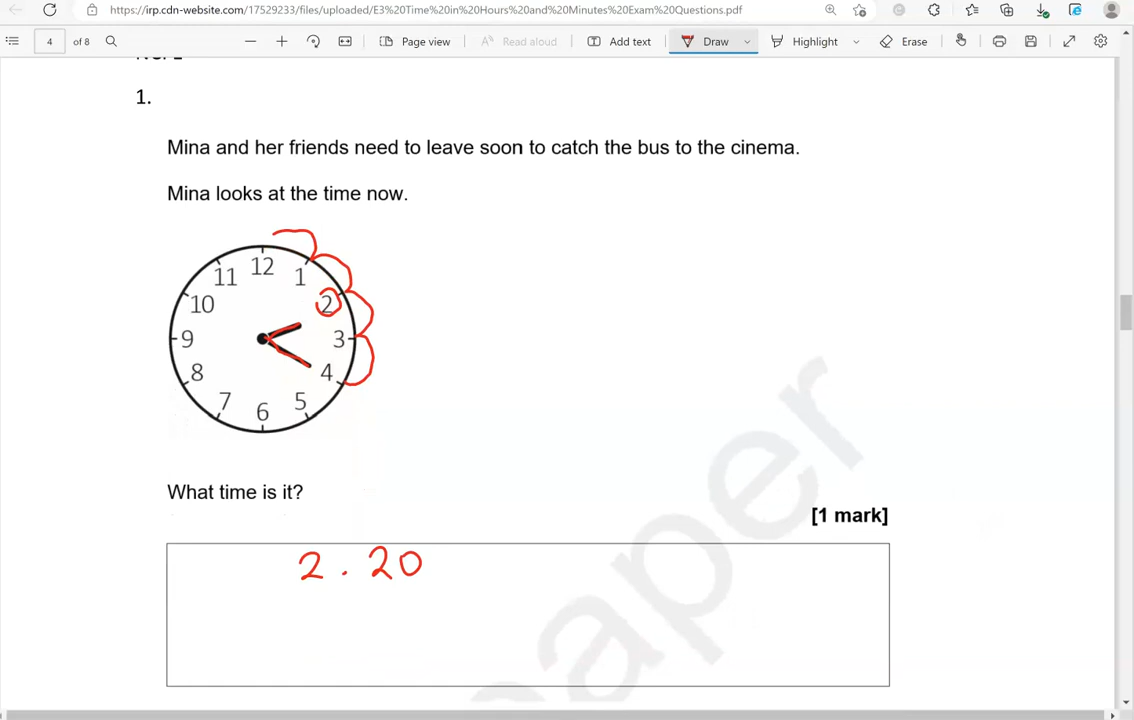 https://irp.cdn-website.com/17529233/files/uploaded/E3%20Time%20in%20Hours%20and%20Minutes%20Exam%20Questions.pdf
4 of 8 Page view Read aloud Add text Draw Highlight Erase
1.
Mina and her friends need to leave soon to catch the bus to the cinema.
Mina looks at the time now.
12
11 1
10 2
9 3
8 4
7 5
6
What time is it?
[1 mark]
2.20